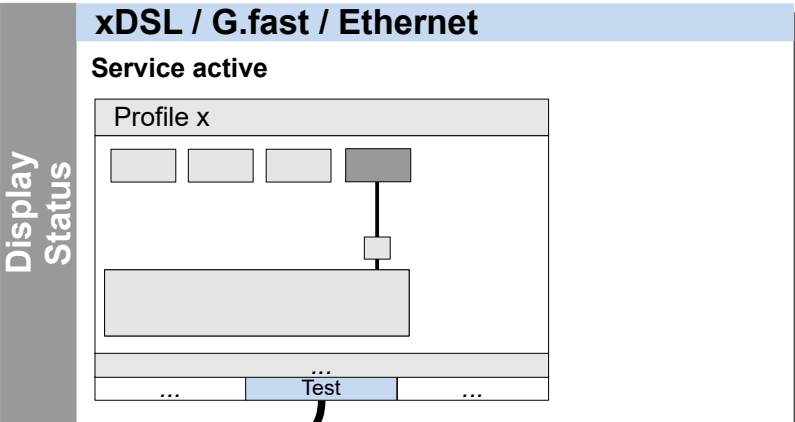 xDSL / G.fast / Ethernet
Display
Status
Service active
Profile x
...
...
Test
...